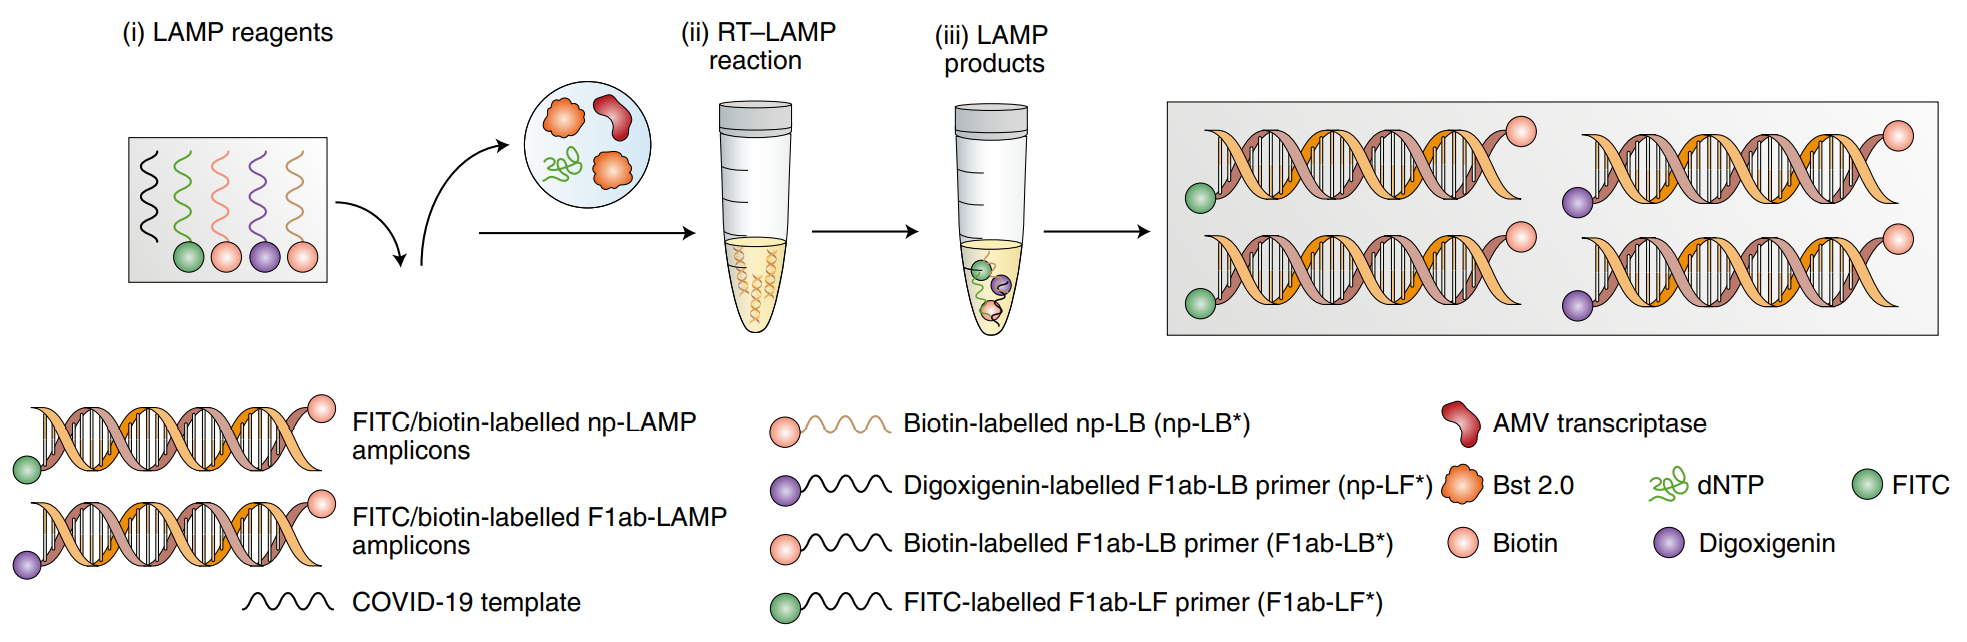 (i) LAMP reagents
(ii) RT–LAMP
reaction
(iii) LAMP
products
FITC/biotin-labelled np-LAMP
amplicons
FITC/biotin-labelled F1ab-LAMP
amplicons
COVID-19 template
Biotin-labelled np-LB (np-LB*)
Digoxigenin-labelled F1ab-LB primer (np-LF*)
Biotin-labelled F1ab-LB primer (F1ab-LB*)
FITC-labelled F1ab-LF primer (F1ab-LF*)
AMV transcriptase
Bst 2.0
dNTP
FITC
Biotin
Digoxigenin